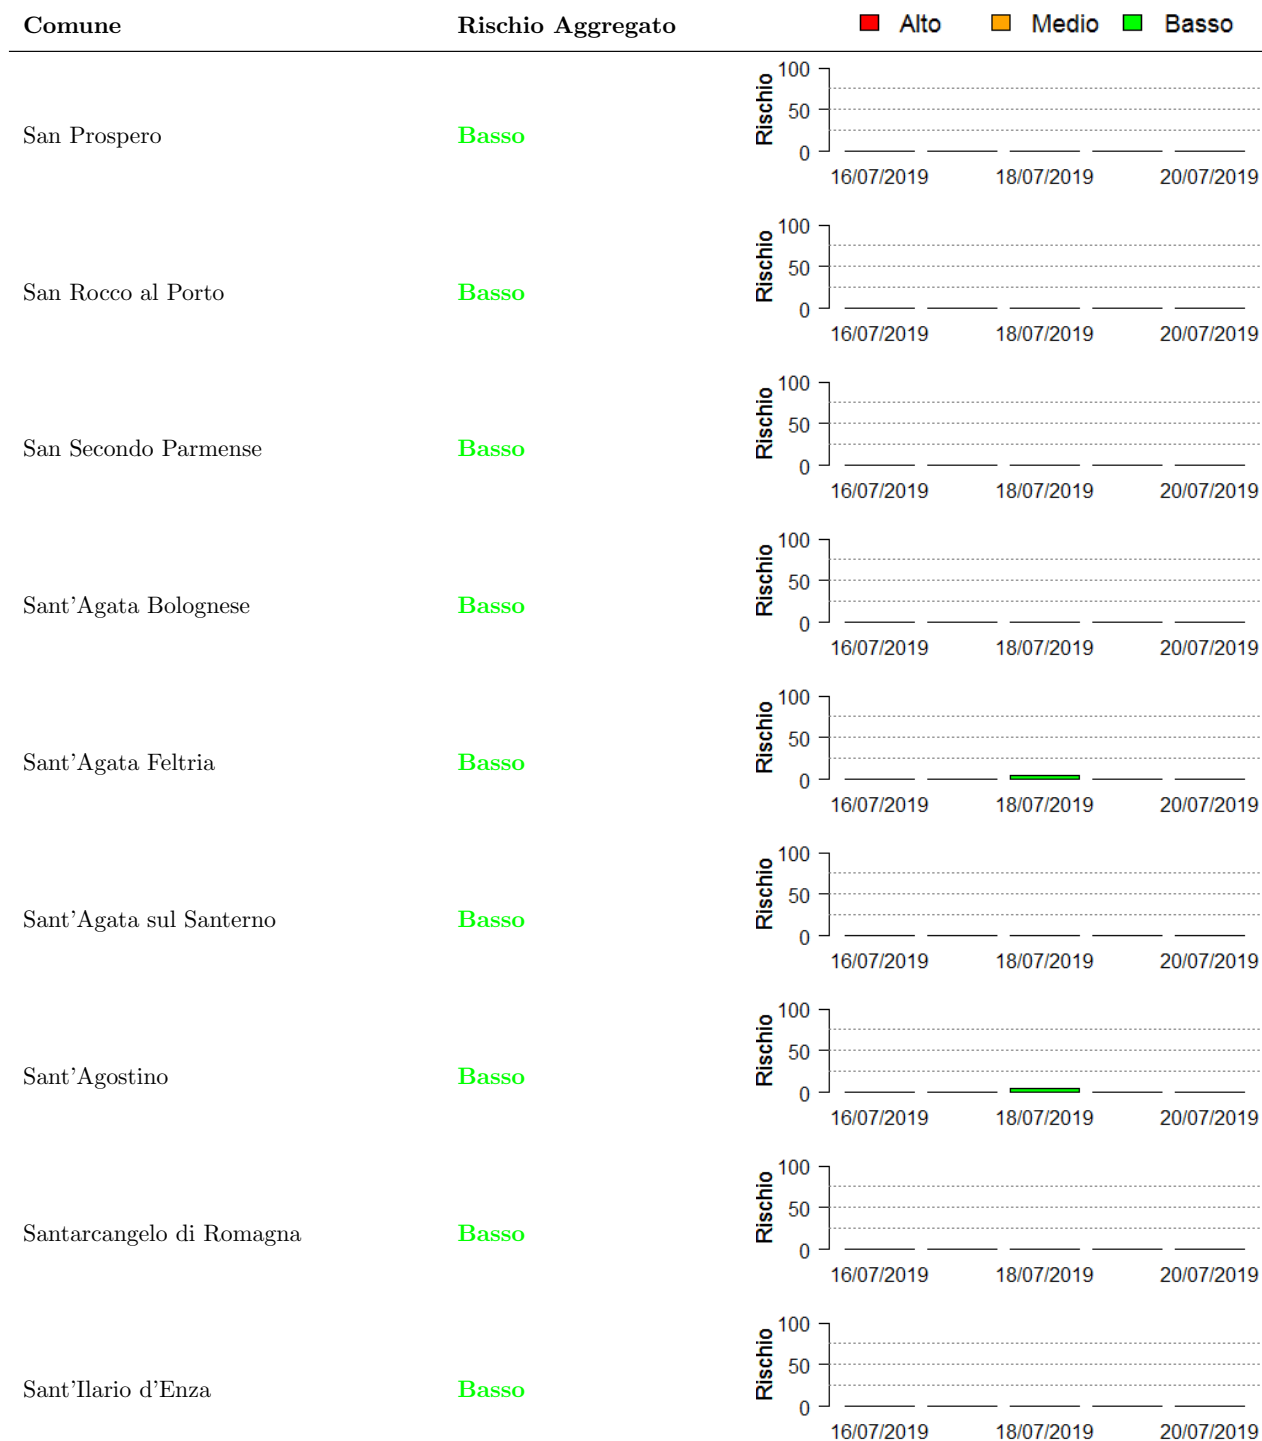 Comune Rischio Aggregato Alto Medio Basso
100
Rischio
50
San Prospero Basso
0
16/07/2019 18/07/2019 20/07/2019
100
Rischio
50
San Rocco al Porto Basso
0
16/07/2019 18/07/2019 20/07/2019
100
Rischio
50
San Secondo Parmense Basso
0
16/07/2019 18/07/2019 20/07/2019
100
Rischio
50
Sant'Agata Bolognese Basso
0
16/07/2019 18/07/2019 20/07/2019
100
Rischio
50
Sant'Agata Feltria Basso
0
16/07/2019 18/07/2019 20/07/2019
100
Rischio
50
Sant'Agata sul Santerno Basso
0
16/07/2019 18/07/2019 20/07/2019
100
Rischio
50
Sant'Agostino Basso
0
16/07/2019 18/07/2019 20/07/2019
100
Rischio
50
Santarcangelo di Romagna Basso
0
16/07/2019 18/07/2019 20/07/2019
100
Rischio
50
Sant'Ilario d'Enza Basso
0
16/07/2019 18/07/2019 20/07/2019